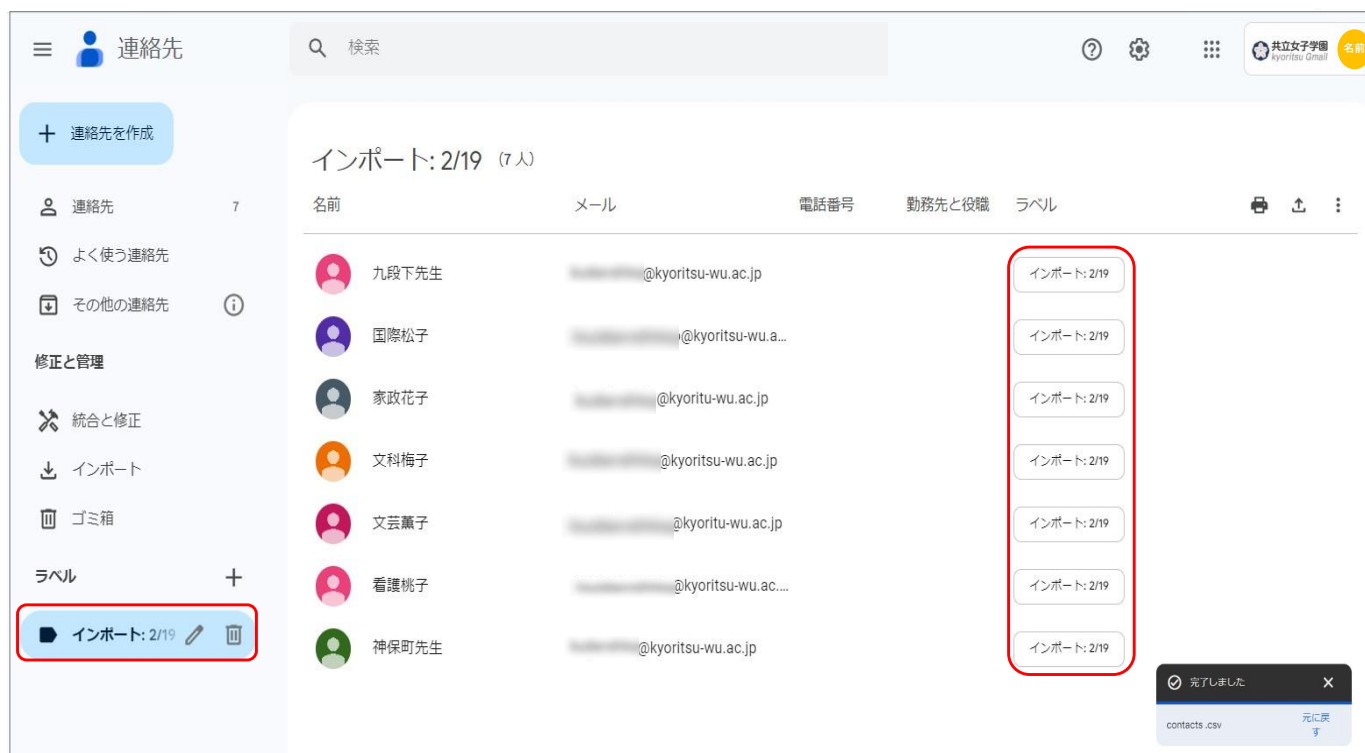 連絡先
検索
共立女子学園
kyoritsu Gmail
名前
連絡先を作成
連絡先 7
よく使う連絡先
その他の連絡先
修正と管理
統合と修正
インポート
ゴミ箱
ラベル
インポート: 2/19
インポート: 2/19 (7人)
名前 メール 電話番号 勤務先と役職 ラベル
九段下先生 @kyoritsu-wu.ac.jp インポート: 2/19
国際松子 @kyoritsu-wu.a... インポート: 2/19
家政花子 @kyoritu-wu.ac.jp インポート: 2/19
文科梅子 @kyoritsu-wu.ac.jp インポート: 2/19
文芸薫子 @kyoritu-wu.ac.jp インポート: 2/19
看護桃子 @kyoritsu-wu.ac.... インポート: 2/19
神保町先生 @kyoritsu-wu.ac.jp インポート: 2/19
完了しました
contacts .csv 元に戻
す